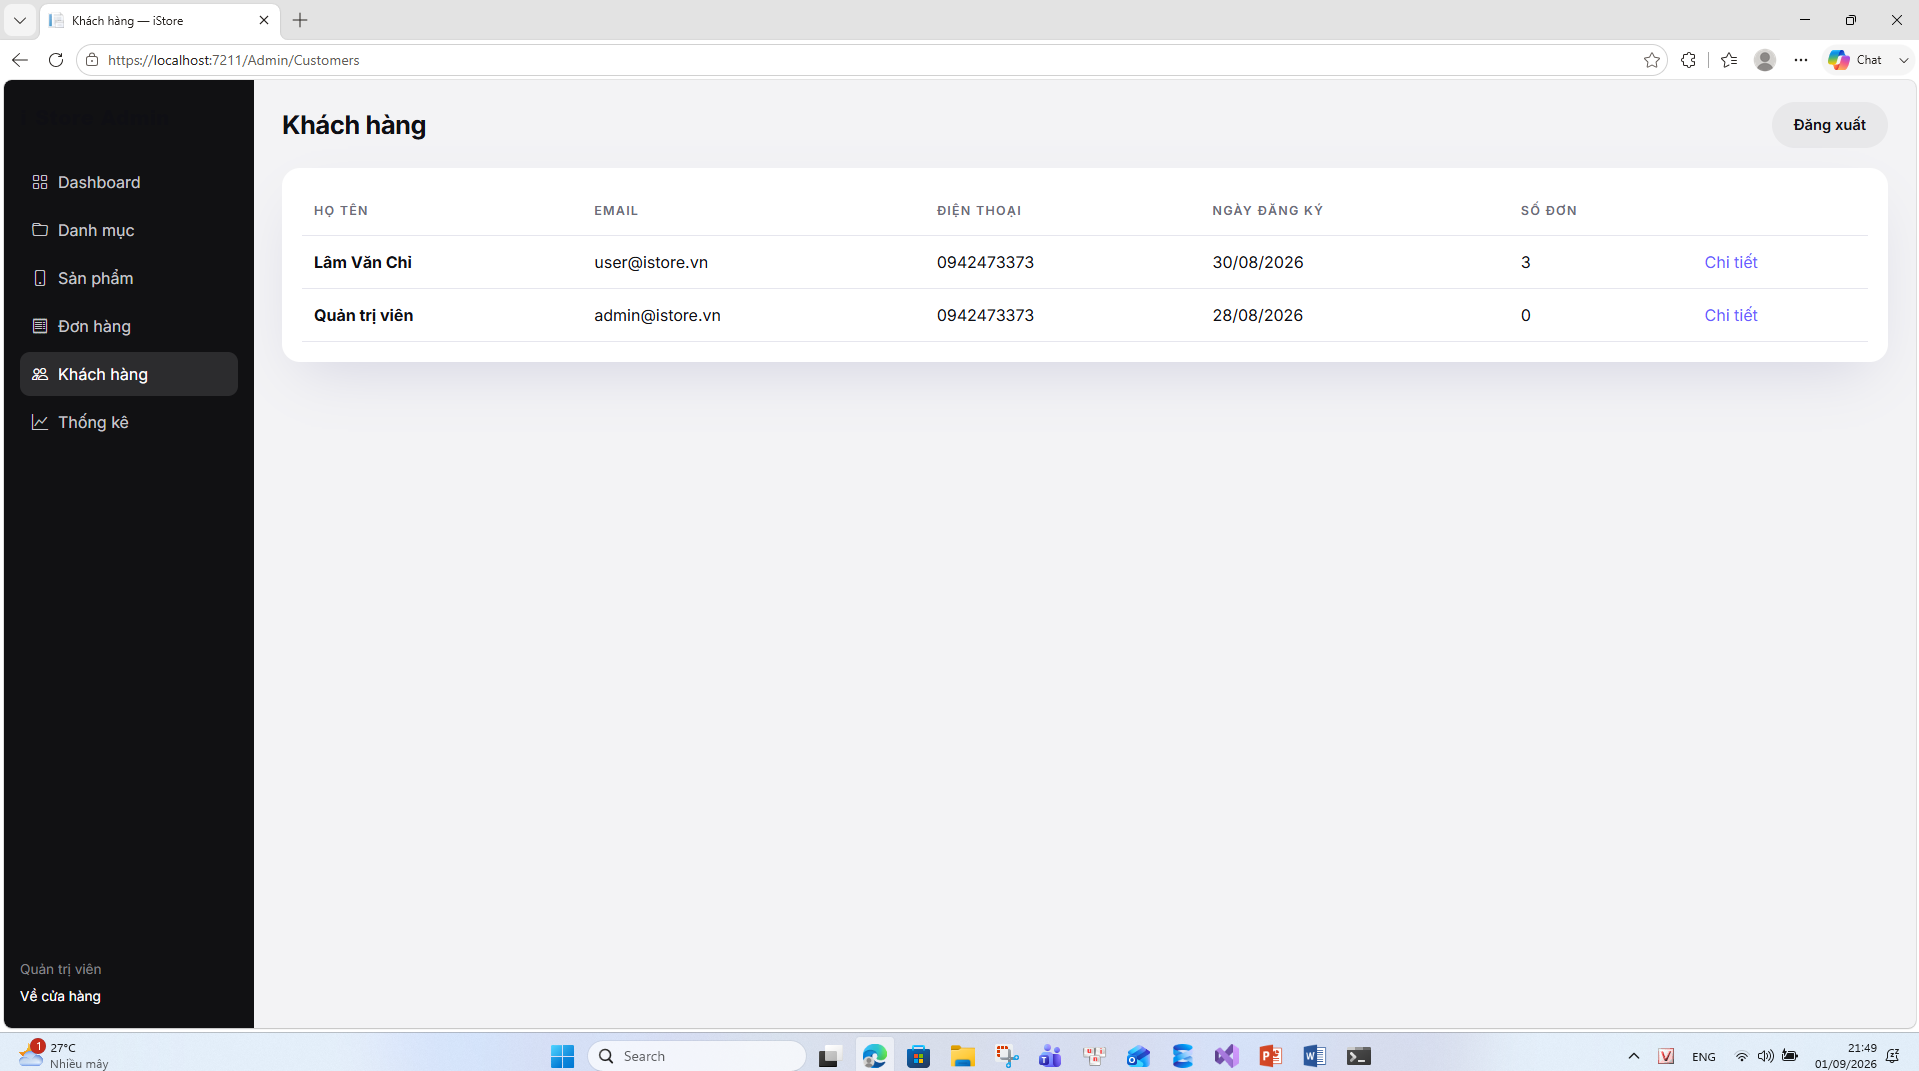 Khách hàng — iStore
https://localhost:7211/Admin/Customers
Chat
Dashboard
Danh mục
Sản phẩm
Đơn hàng
Khách hàng
Thống kê
Quản trị viên
Về cửa hàng
Khách hàng
Đăng xuất
HỌ TÊN EMAIL ĐIỆN THOẠI NGÀY ĐĂNG KÝ SỐ ĐƠN
Lâm Văn Chỉ user@istore.vn 0942473373 30/08/2026 3 Chi tiết
Quản trị viên admin@istore.vn 0942473373 28/08/2026 0 Chi tiết
1
27°C
Nhiều mây
Search
ENG
21:49
01/09/2026